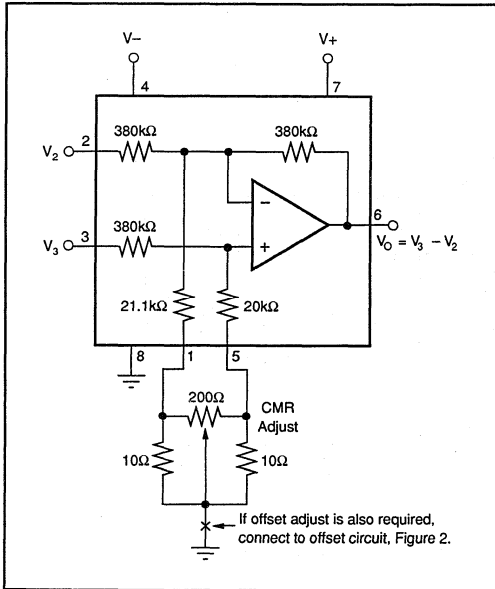 V–
V+
4
7
2
380kΩ
380kΩ
V2
–
6
3
380kΩ
V3
+
VO = V3 – V2
21.1kΩ
20kΩ
8
1
5
200Ω
CMR
Adjust
10Ω
10Ω
If offset adjust is also required,
connect to offset circuit, Figure 2.